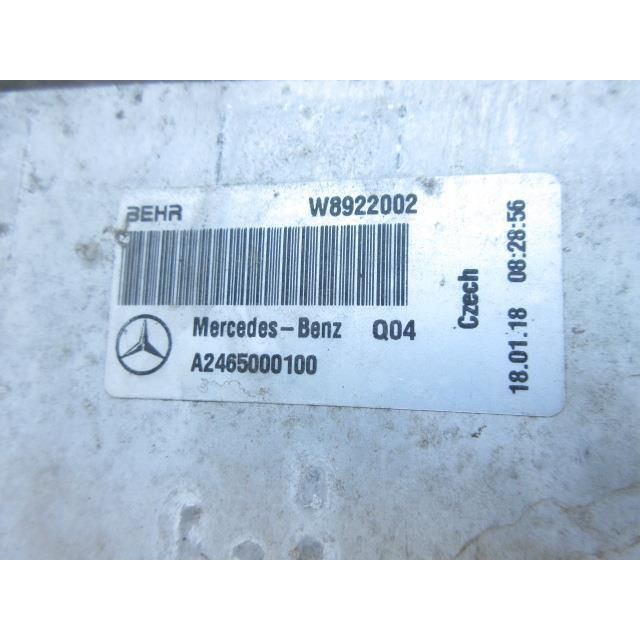 BEHR W8922002
Mercedes-Benz Q04
A2465000100
Czech
18.01.18 08:28:56